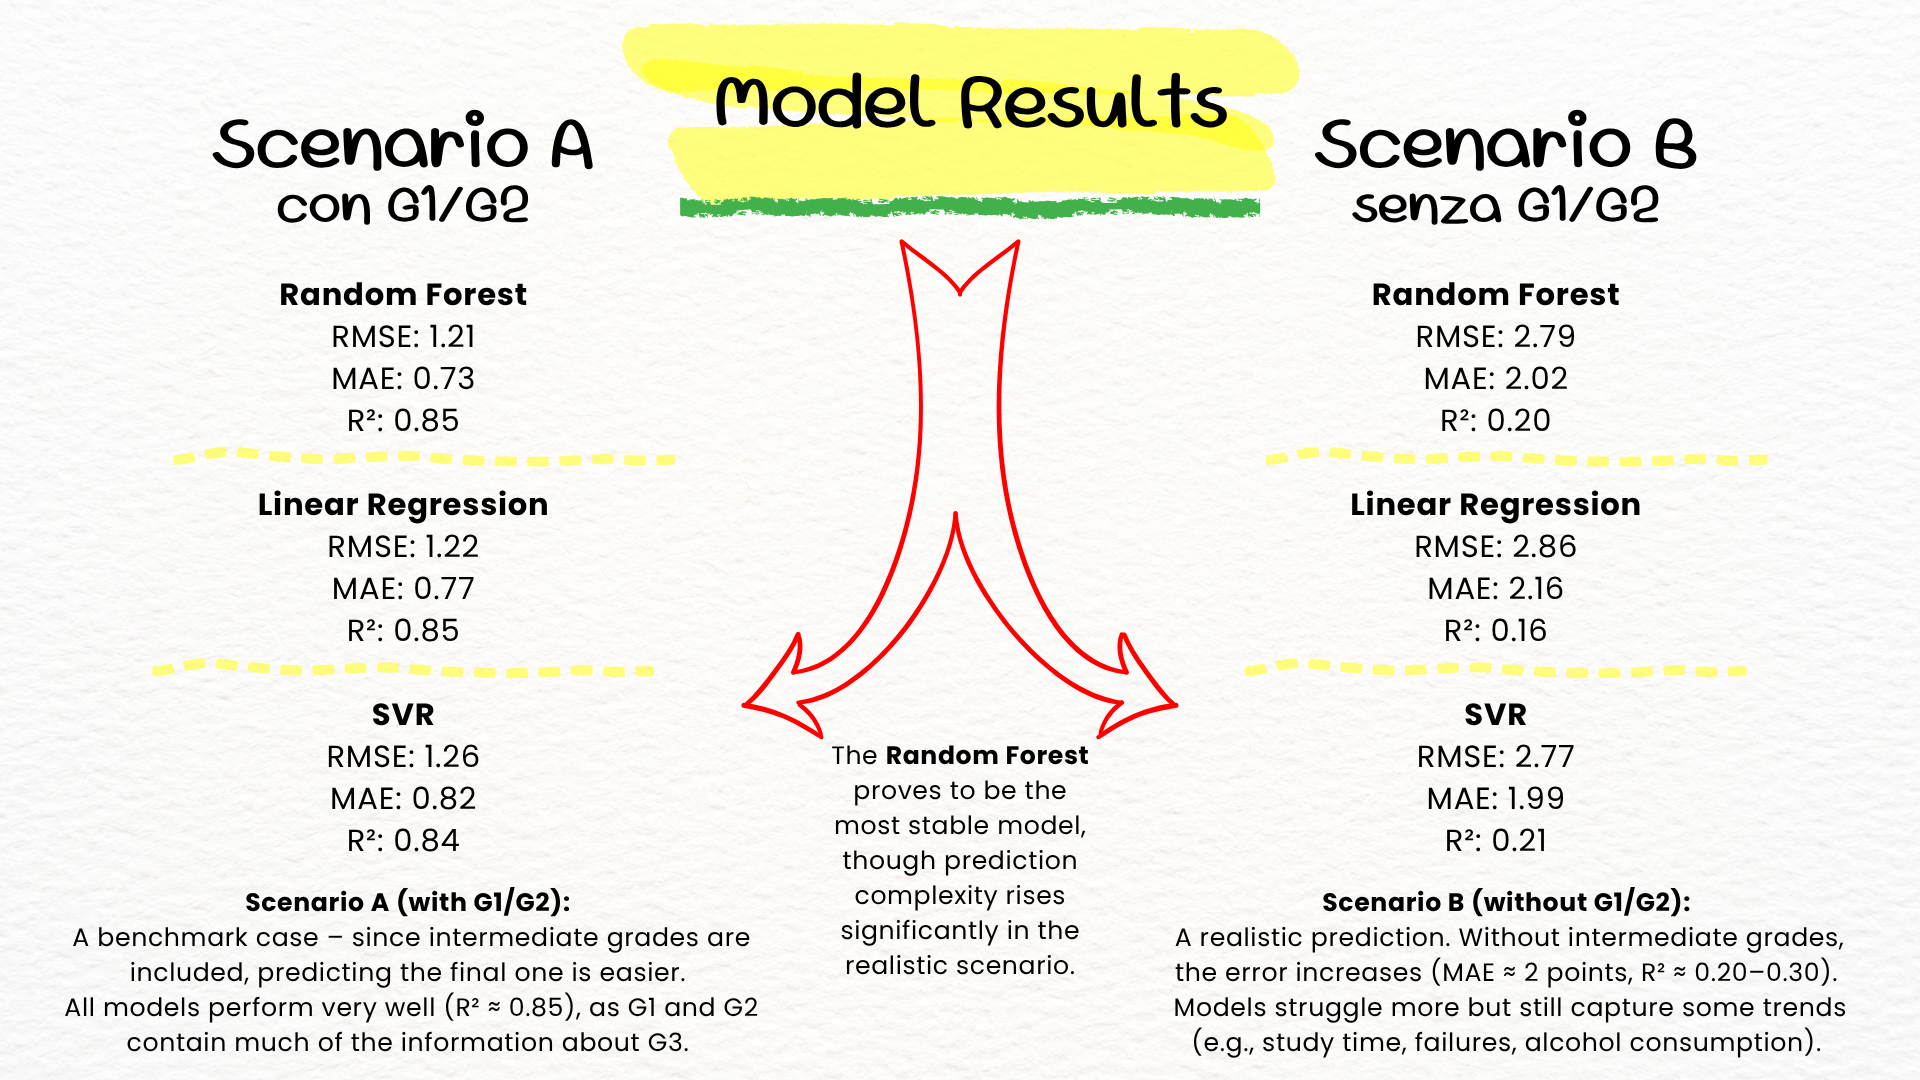 Model Results
Scenario A
con G1/G2
Random Forest
RMSE: 1.21
MAE: 0.73
R²: 0.85
Linear Regression
RMSE: 1.22
MAE: 0.77
R²: 0.85
SVR
RMSE: 1.26
MAE: 0.82
R²: 0.84
Scenario A (with G1/G2):
A benchmark case – since intermediate grades are
included, predicting the final one is easier.
All models perform very well (R² ≈ 0.85), as G1 and G2
contain much of the information about G3.
The Random Forest
proves to be the
most stable model,
though prediction
complexity rises
significantly in the
realistic scenario.
Scenario B
senza G1/G2
Random Forest
RMSE: 2.79
MAE: 2.02
R²: 0.20
Linear Regression
RMSE: 2.86
MAE: 2.16
R²: 0.16
SVR
RMSE: 2.77
MAE: 1.99
R²: 0.21
Scenario B (without G1/G2):
A realistic prediction. Without intermediate grades,
the error increases (MAE ≈ 2 points, R² ≈ 0.20–0.30).
Models struggle more but still capture some trends
(e.g., study time, failures, alcohol consumption).